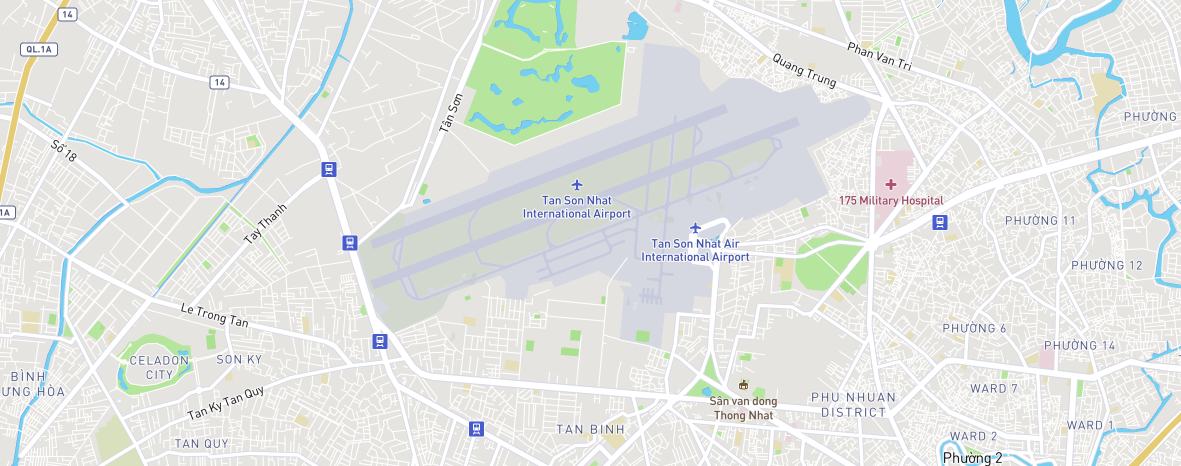 14
QL.1A
14
Phan Van Tri
Quang Trung
Tân Sơn
PHƯỜNG
Số 18
175 Military Hospital
Tan Son Nhat
International Airport
1A
Tay Thanh
PHƯỜNG 11
Tan Son Nhat Air
International Airport
PHƯỜNG 12
Le Trong Tan
PHƯỜNG 6
PHƯỜNG 14
CELADON
CITY
SON KY
BÌNH
ƯNG HÒA
WARD 7
Tan Ky Tan Quy
Sân van dong
Thong Nhat
PHU NHUAN
DISTRICT
TAN BINH
WARD 1
WARD 2
TAN QUY
Phường 2